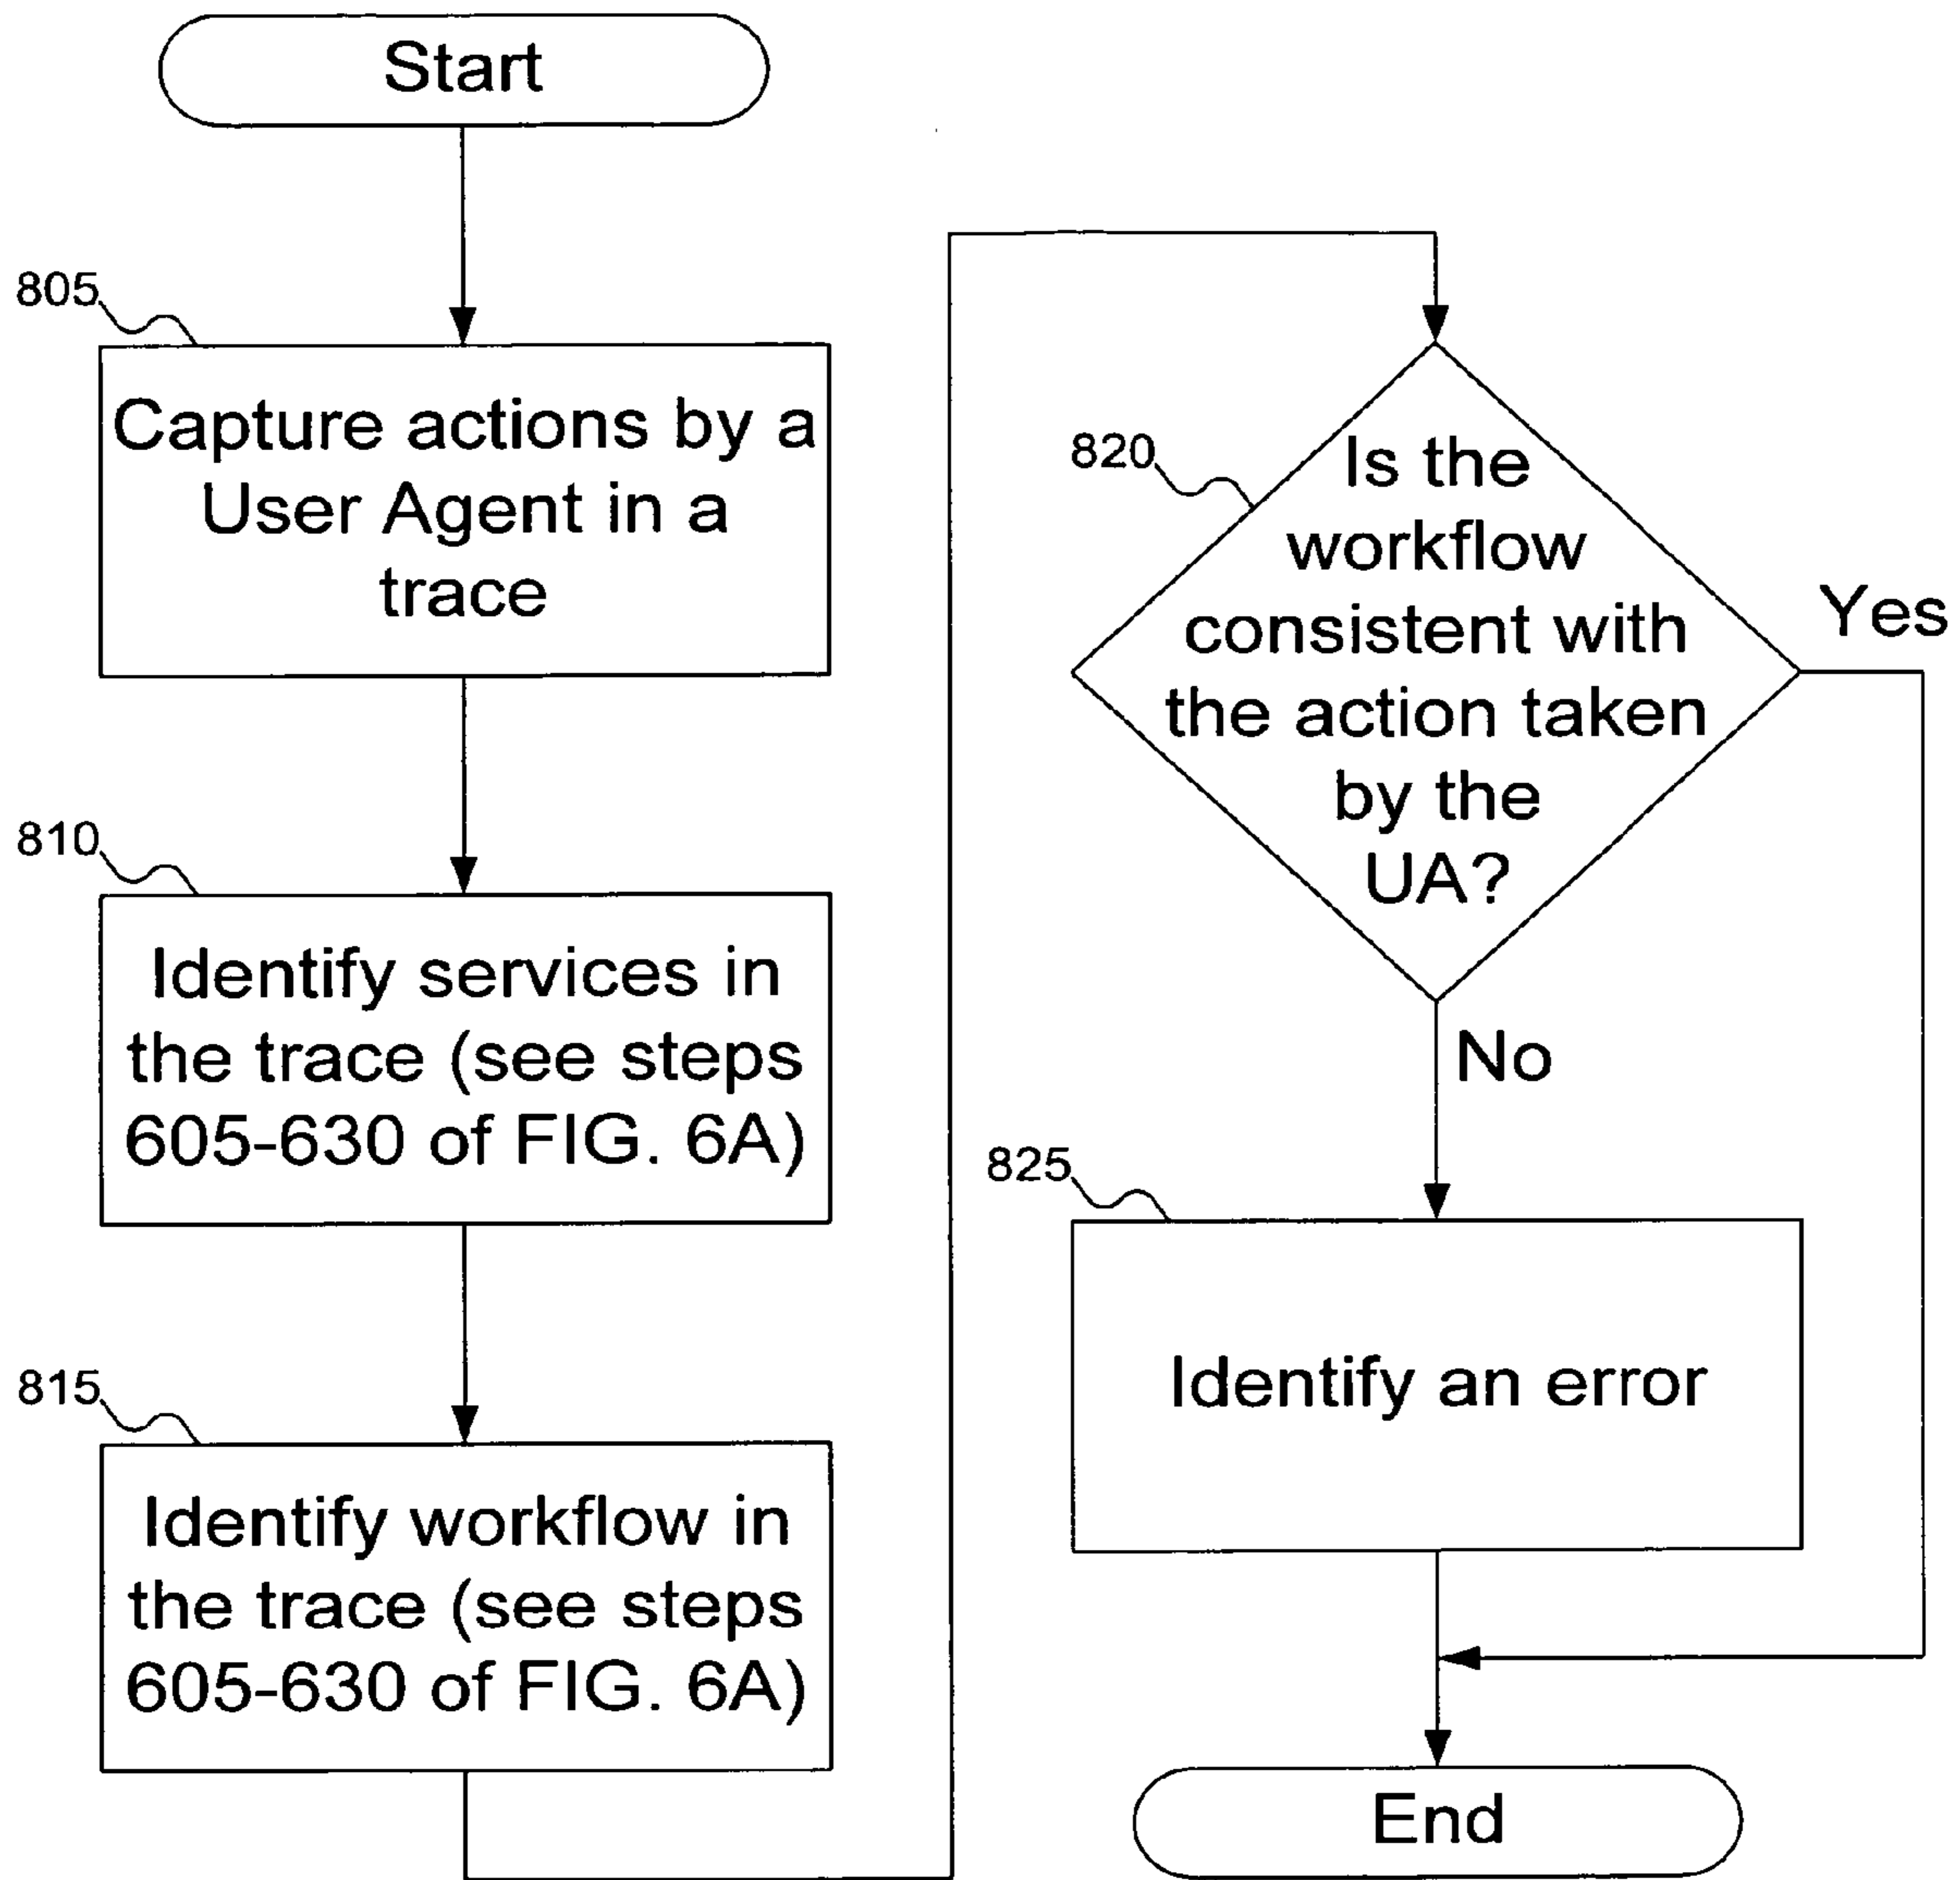 Start
805
Capture actions by a
User Agent in a
trace
810
Identify services in
the trace (see steps
605-630 of FIG. 6A)
815
Identify workflow in
the trace (see steps
605-630 of FIG. 6A)
820
Is the
workflow
consistent with
the action taken
by the
UA?
Yes
No
825
Identify an error
End